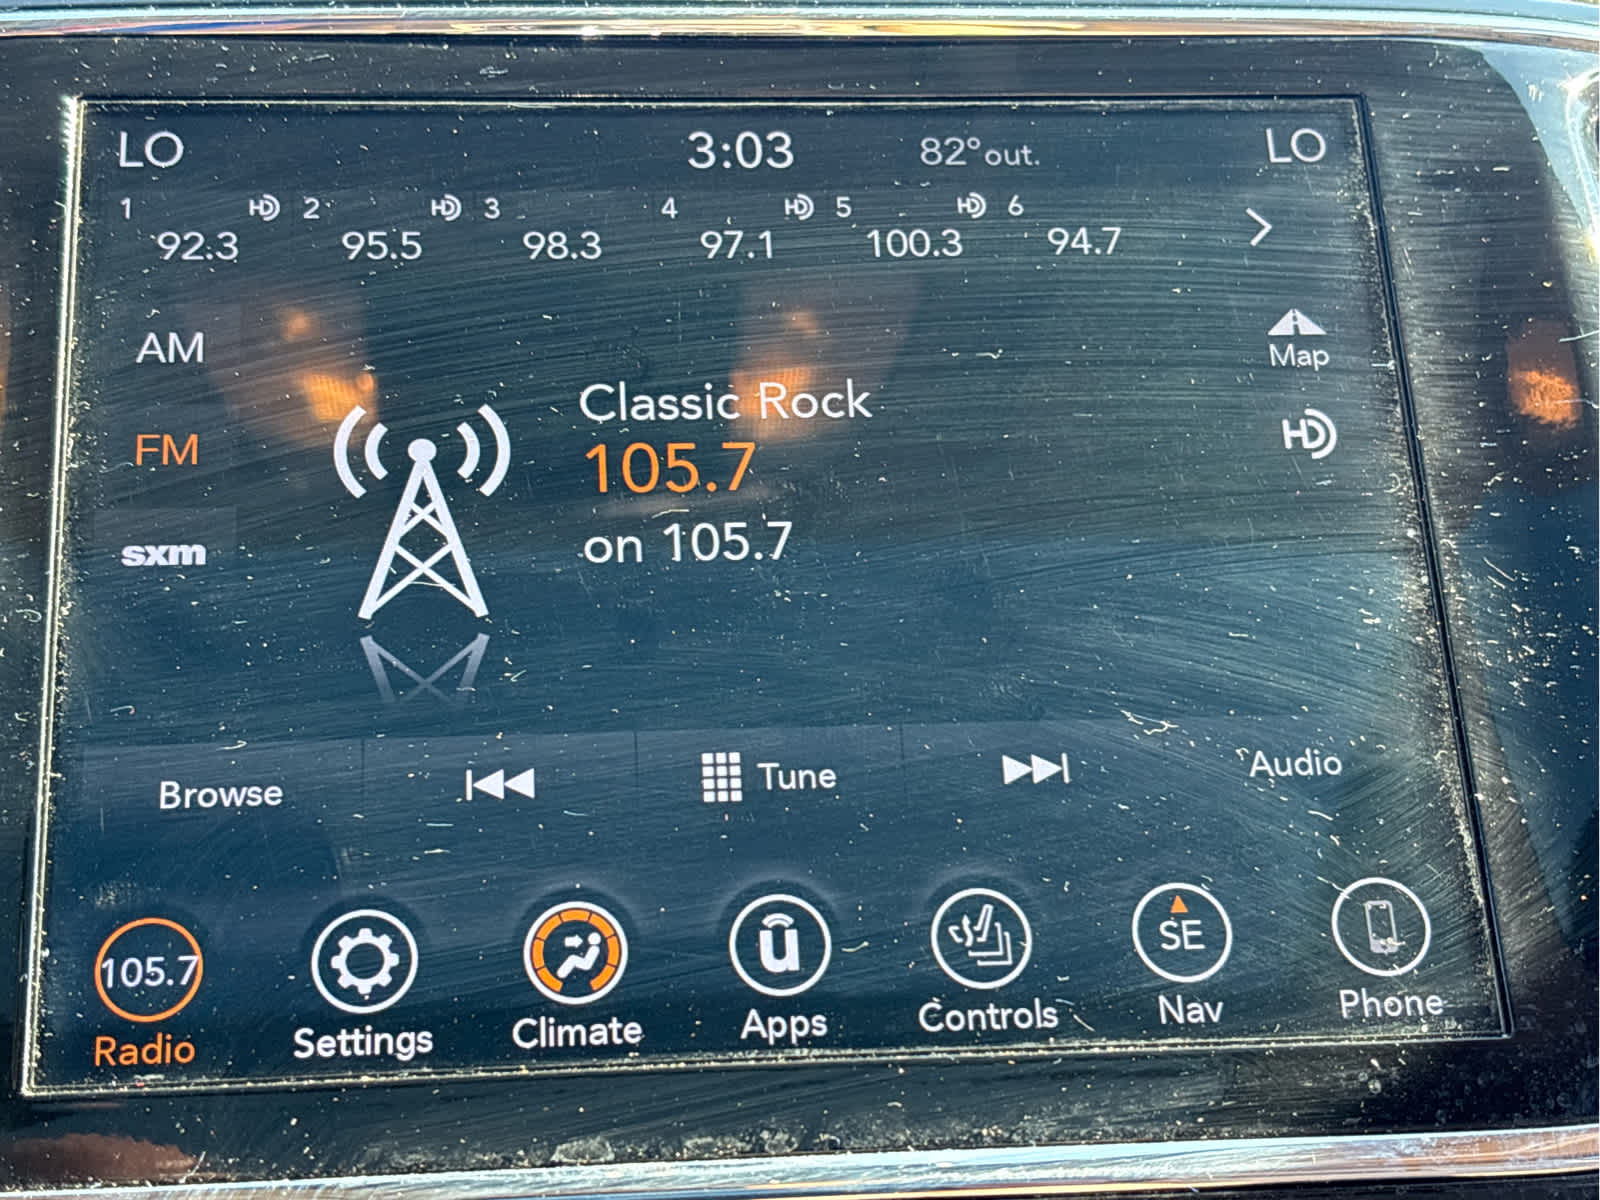 LO 3:03 82° out. LO
1 HD 2 HD 3 4 HD 5 HD 6
92.3 95.5 98.3 97.1 100.3 94.7
AM
Map
FM
HD
sxm
Classic Rock
105.7
on 105.7
Browse Tune Audio
105.7 u SE
Radio Settings Climate Apps Controls Nav Phone